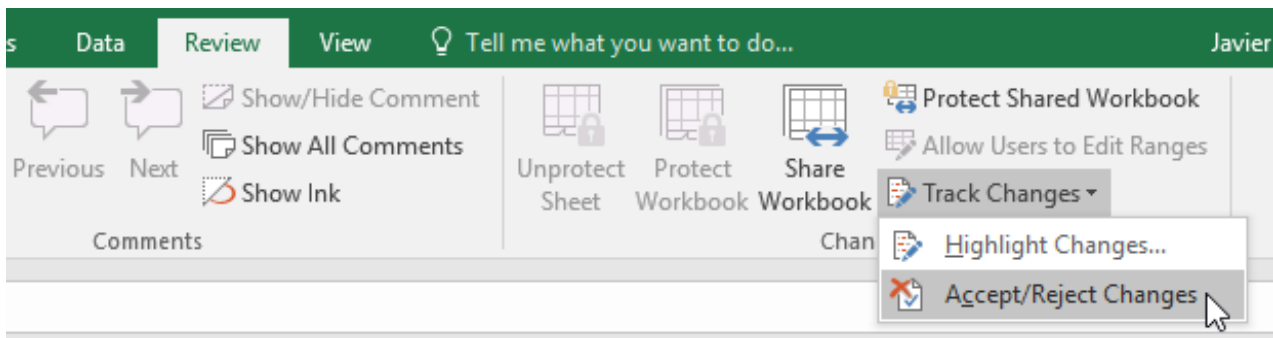 s Data Review View Tell me what you want to do... Javier
Show/Hide Comment
Show All Comments
Show Ink
Previous Next
Comments
Unprotect Sheet
Protect Workbook
Share Workbook
Protect Shared Workbook
Allow Users to Edit Ranges
Track Changes
Chan
Highlight Changes...
Accept/Reject Changes